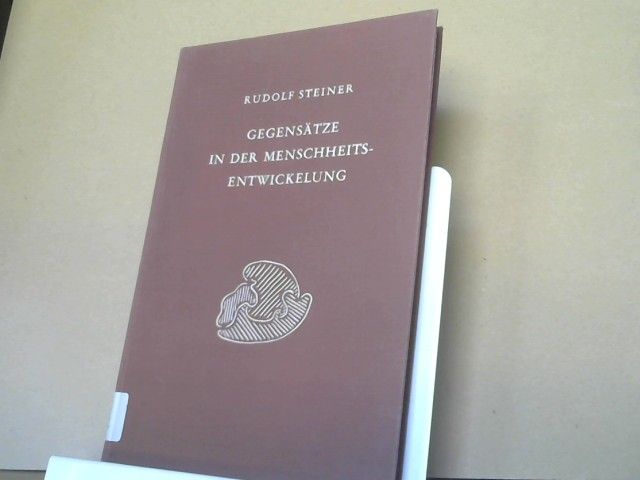 RUDOLF STEINER
GEGENSÄTZE
IN DER MENSCHHEITS-
ENTWICKELUNG